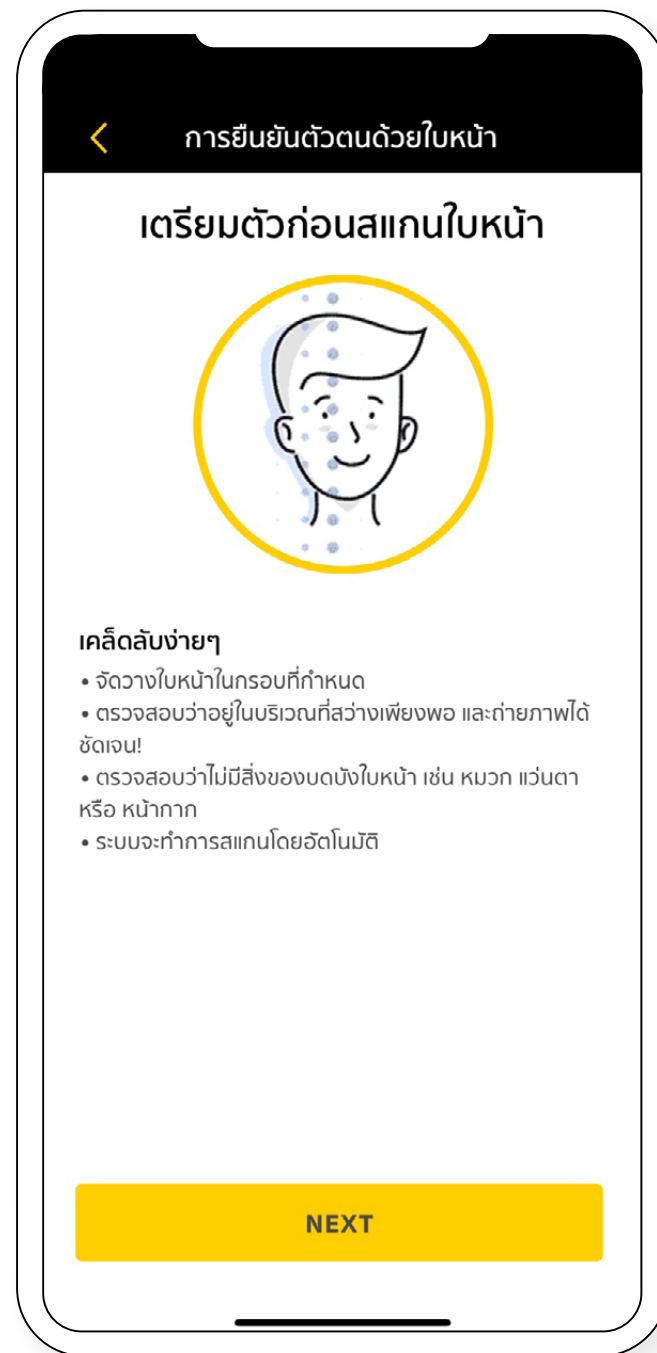 การยืนยันตัวตนด้วยใบหน้า
เตรียมตัวก่อนสแกนใบหน้า
เคล็ดลับง่ายๆ
• จัดวางใบหน้าในกรอบที่กำหนด
• ตรวจสอบว่าอยู่ในบริเวณที่สว่างเพียงพอ และถ่ายภาพได้
ชัดเจน!
• ตรวจสอบว่าไม่มีสิ่งของบดบังใบหน้า เช่น หมวก แว่นตา
หรือ หน้ากาก
• ระบบจะทำการสแกนโดยอัตโนมัติ
NEXT